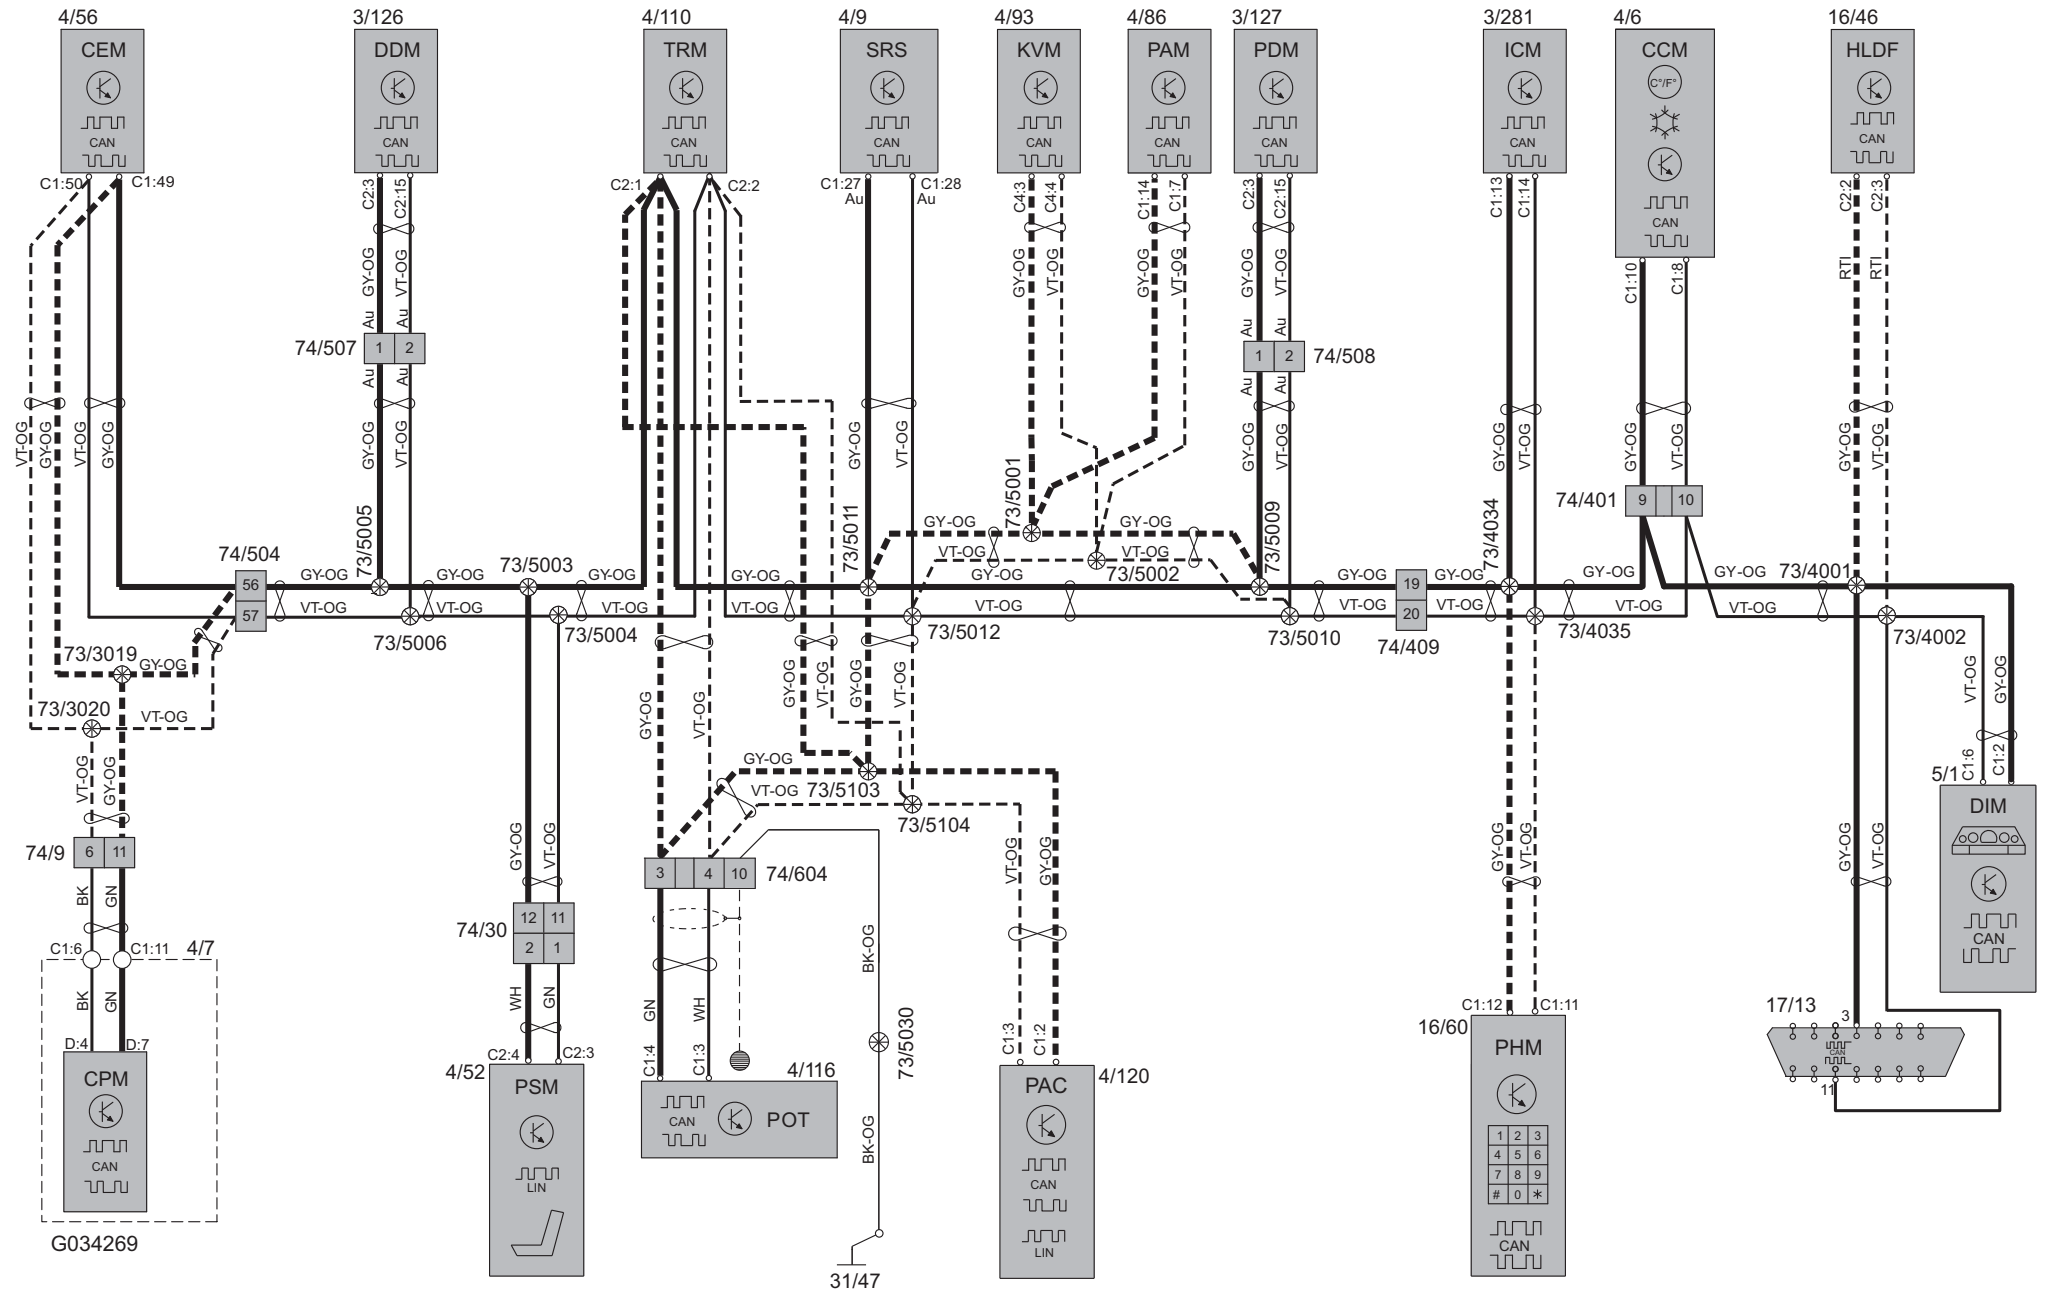 4/56 3/126 4/110 4/9 4/93 4/86 3/127 3/281 4/6 16/46
CEM DDM TRM SRS KVM PAM PDM ICM CCM HLDF
C°/F°
CAN CAN CAN CAN CAN CAN CAN CAN CAN
CAN
C1:50 C1:49 C2:3 C2:15 C2:1 C2:2 C1:27 C1:28 C4:3 C4:4 C1:14 C1:7 C2:3 C2:15 C1:13 C1:14 C2:2 C2:3
Au Au
C1:10 C1:8
GY-OG VT-OG GY-OG VT-OG GY-OG VT-OG GY-OG VT-OG RTI RTI
Au Au Au Au
74/507 1 2 1 2 74/508
Au Au Au Au
VT-OG GY-OG VT-OG GY-OG GY-OG VT-OG GY-OG VT-OG GY-OG VT-OG GY-OG VT-OG GY-OG VT-OG GY-OG VT-OG
74/401 9 10
73/5005 73/5011 73/5001 73/5009 73/4034
GY-OG GY-OG
VT-OG VT-OG
74/504 73/5003 73/5002 73/4001
56 GY-OG GY-OG GY-OG GY-OG GY-OG GY-OG 19 GY-OG GY-OG GY-OG
57 VT-OG VT-OG VT-OG VT-OG VT-OG VT-OG 20 VT-OG VT-OG VT-OG
73/5006 73/5004 73/5012 73/5010 74/409 73/4035 73/4002
73/3019 GY-OG
73/3020 VT-OG
GY-OG VT-OG GY-OG VT-OG GY-OG VT-OG VT-OG GY-OG
VT-OG GY-OG
GY-OG 73/5103
VT-OG 73/5104
C1:6 C1:2
5/1
DIM
CAN
74/9 6 11
GY-OG VT-OG
3 4 10 74/604
VT-OG GY-OG
GY-OG VT-OG
GY-OG VT-OG
BK GN
74/30 12 11
2 1
BK-OG
C1:6 C1:11 4/7
BK GN
WH GN
GN WH
73/5030
D:4 D:7
CPM
CAN
G034269
C2:4 C2:3
4/52
PSM
LIN
C1:4 C1:3
4/116
CAN
POT
BK-OG
31/47
C1:3 C1:2
PAC 4/120
CAN
LIN
C1:12 C1:11
16/60
PHM
1 2 3
4 5 6
7 8 9
# 0 *
CAN
17/13
3
CAN
11